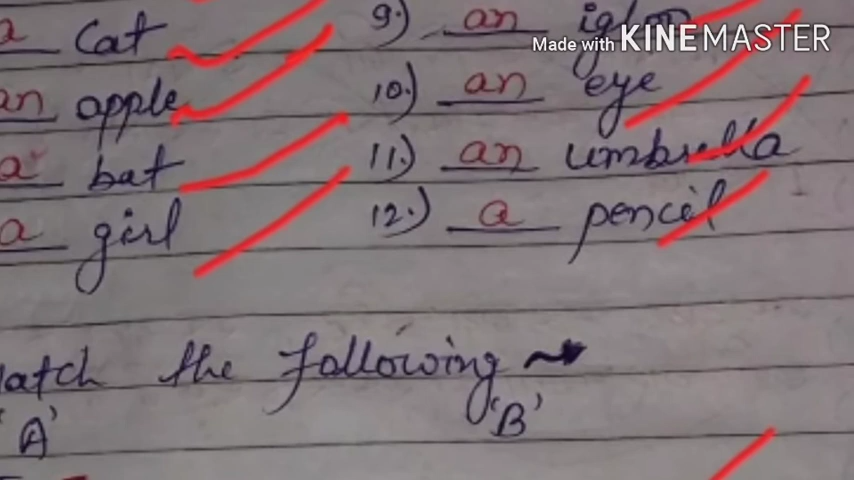 a cat 9.) an igloo
Made with KINEMASTER
an apple 10.) an eye
a bat 11.) an umbrella
a girl 12.) a pencil
Match the following →
'A' 'B'